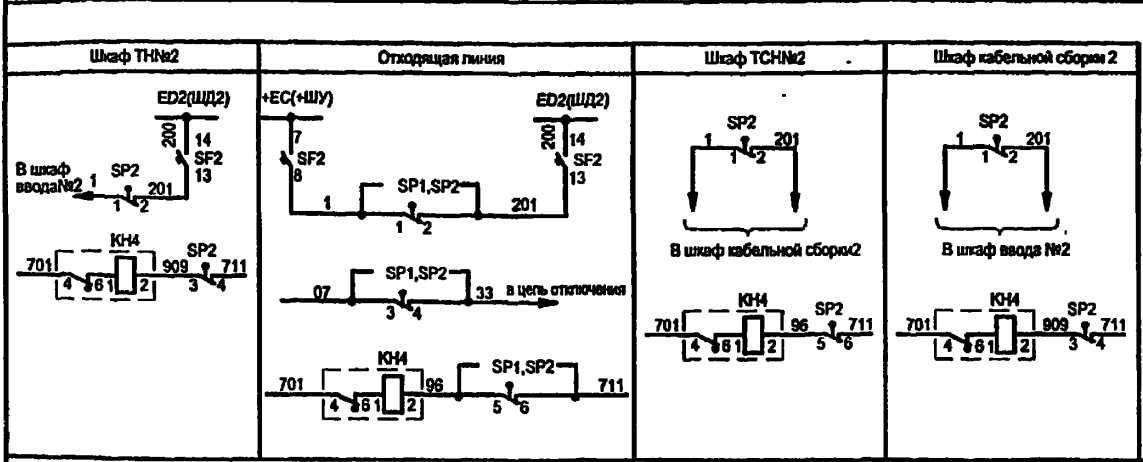 Шкаф ТН№2
ED2(ШД2)
200
14
SF2
13
В шкаф
ввода№2
1
SP2
201
1 2
KH4
701
4 6 1 2
909
SP2
3 4
711
Отходящая линия
+EC(+ШУ)
7
SF2
8
ED2(ШД2)
200
14
SF2
13
SP1,SP2
1
1 2
201
SP1,SP2
07
3 4
33
в цепь отключения
KH4
701
4 6 1 2
96
SP1,SP2
5 6
711
Шкаф ТСН№2
SP2
1
1 2
201
В шкаф кабельной сборки2
KH4
701
4 6 1 2
96
SP2
5 6
711
Шкаф кабельной сборки 2
SP2
1
1 2
201
В шкаф ввода №2
KH4
701
4 6 1 2
909
SP2
3 4
711